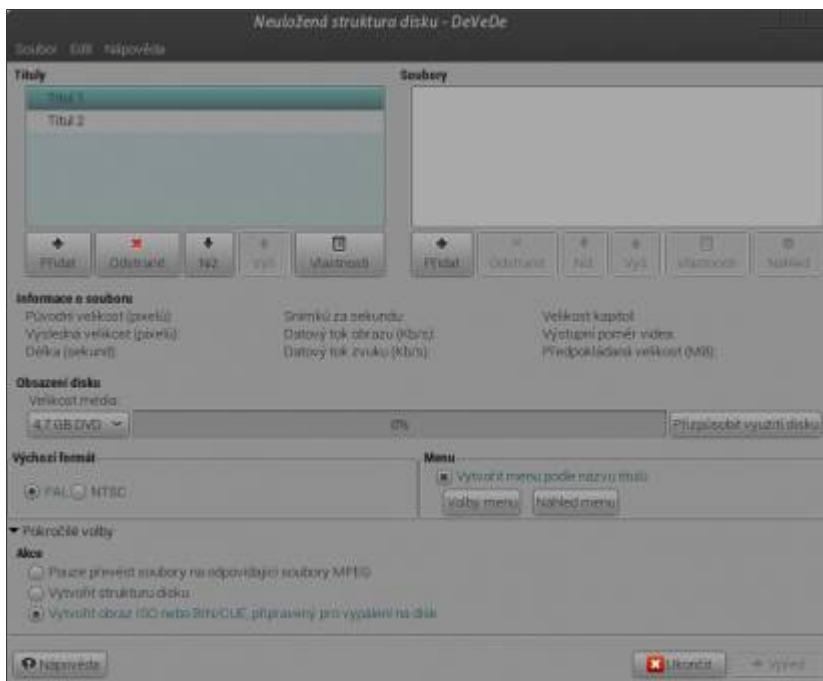 Neuložená struktura disku - DeVeDe
Soubor Edit Nápověda
Tituly
Soubory
Titul 1
Titul 2
Přidat Odstranit Níž Výš Vlastnosti
Přidat Odstranit Níž Výš Vlastnosti Náhled
Informace o souboru
Původní velikost (pixelů): Snímků za sekundu: Velikost kapitol:
Výsledná velikost (pixelů): Datový tok obrazu (Kb/s): Výstupní poměr videa:
Délka (sekund): Datový tok zvuku (Kb/s): Předpokládaná velikost (MB):
Obsazení disku
Velikost média:
4,7 GB DVD 0% Přizpůsobit využití disku
Výchozí formát
Menu
Vytvořit menu podle názvu titulů
PAL NTSC
Volby menu Náhled menu
Pokročilé volby
Akce
Pouze převést soubory na odpovídající soubory MPEG
Vytvořit strukturu disku
Vytvořit obraz ISO nebo BIN/CUE, připravený pro vypálení na disk
Nápověda Ukončit Vpřed